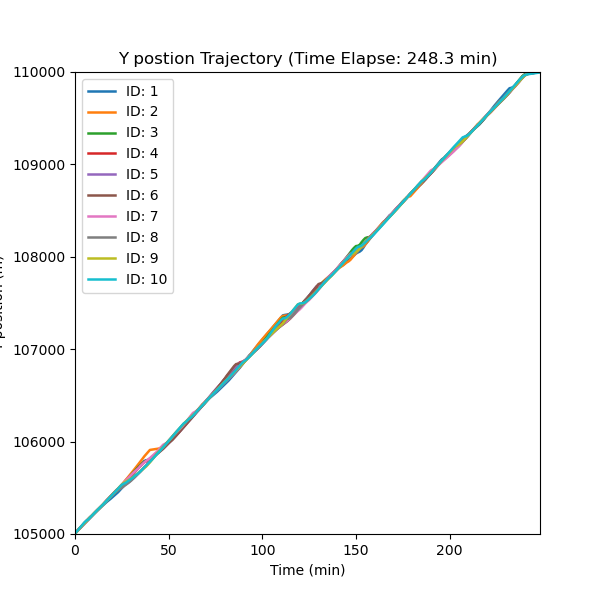 Y postion Trajectory (Time Elapse: 248.3 min)
110000
109000
108000
107000
106000
105000
ID: 1
ID: 2
ID: 3
ID: 4
ID: 5
ID: 6
ID: 7
ID: 8
ID: 9
ID: 10
0 50 100 150 200
Time (min)